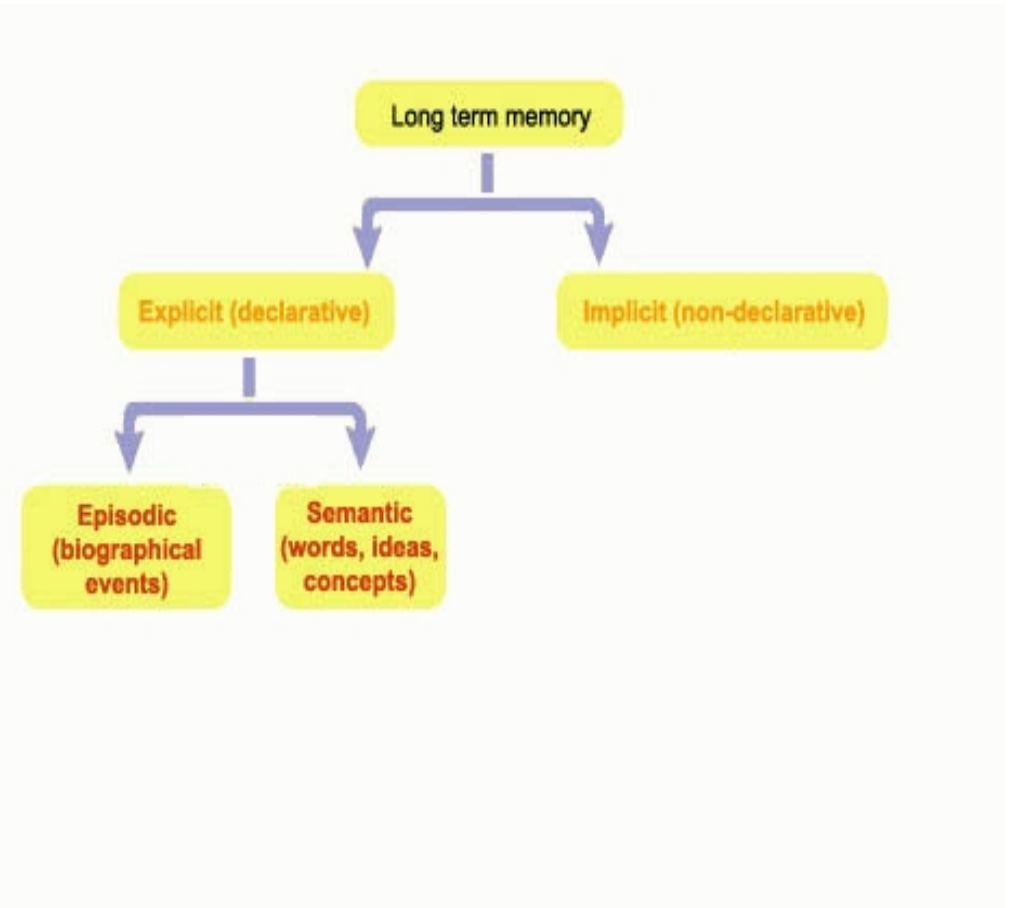 Long term memory
Explicit (declarative)
Implicit (non-declarative)
Episodic
(biographical
events)
Semantic
(words, ideas,
concepts)